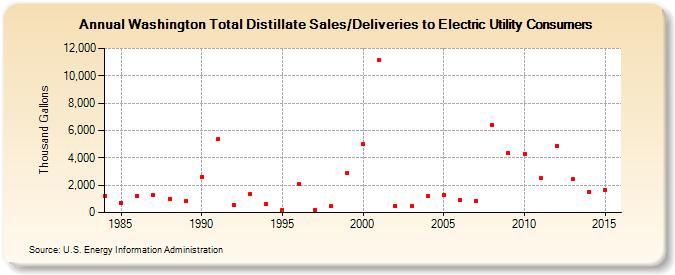 Annual Washington Total Distillate Sales/Deliveries to Electric Utility Consumers
Thousand Gallons
12,000
10,000
8,000
6,000
4,000
2,000
0
1985 1990 1995 2000 2005 2010 2015
Source: U.S. Energy Information Administration